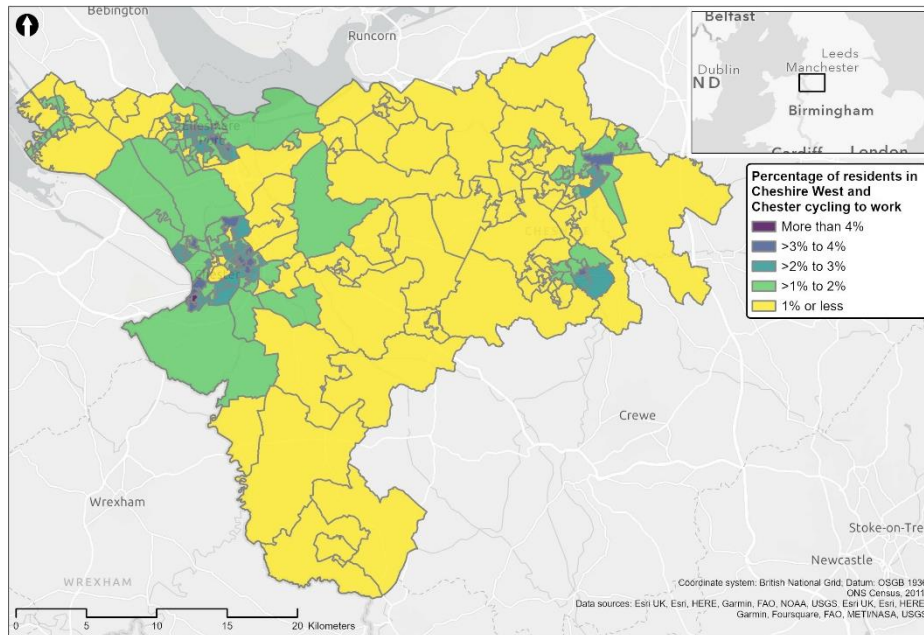 Bebington
Runcorn
Belfast
Leeds
Manchester
Dublin
ND
Birmingham
Cardiff
London
Percentage of residents in
Cheshire West and
Chester cycling to work
More than 4%
>3% to 4%
>2% to 3%
>1% to 2%
1% or less
Ellesmere
Chester
Crewe
Wrexham
Stoke-on-Tre
Newcastle
WREXHAM
0 5 10 15 20 Kilometers
Coordinate system: British National Grid, Datum: OSGB 1936
ONS Census, 2011
Data sources: Esri UK, Esri, HERE, Garmin, FAO, NOAA, USGS, Esri UK, Esri, HERE,
Garmin, Foursquare, FAO, METI/NASA, USGS